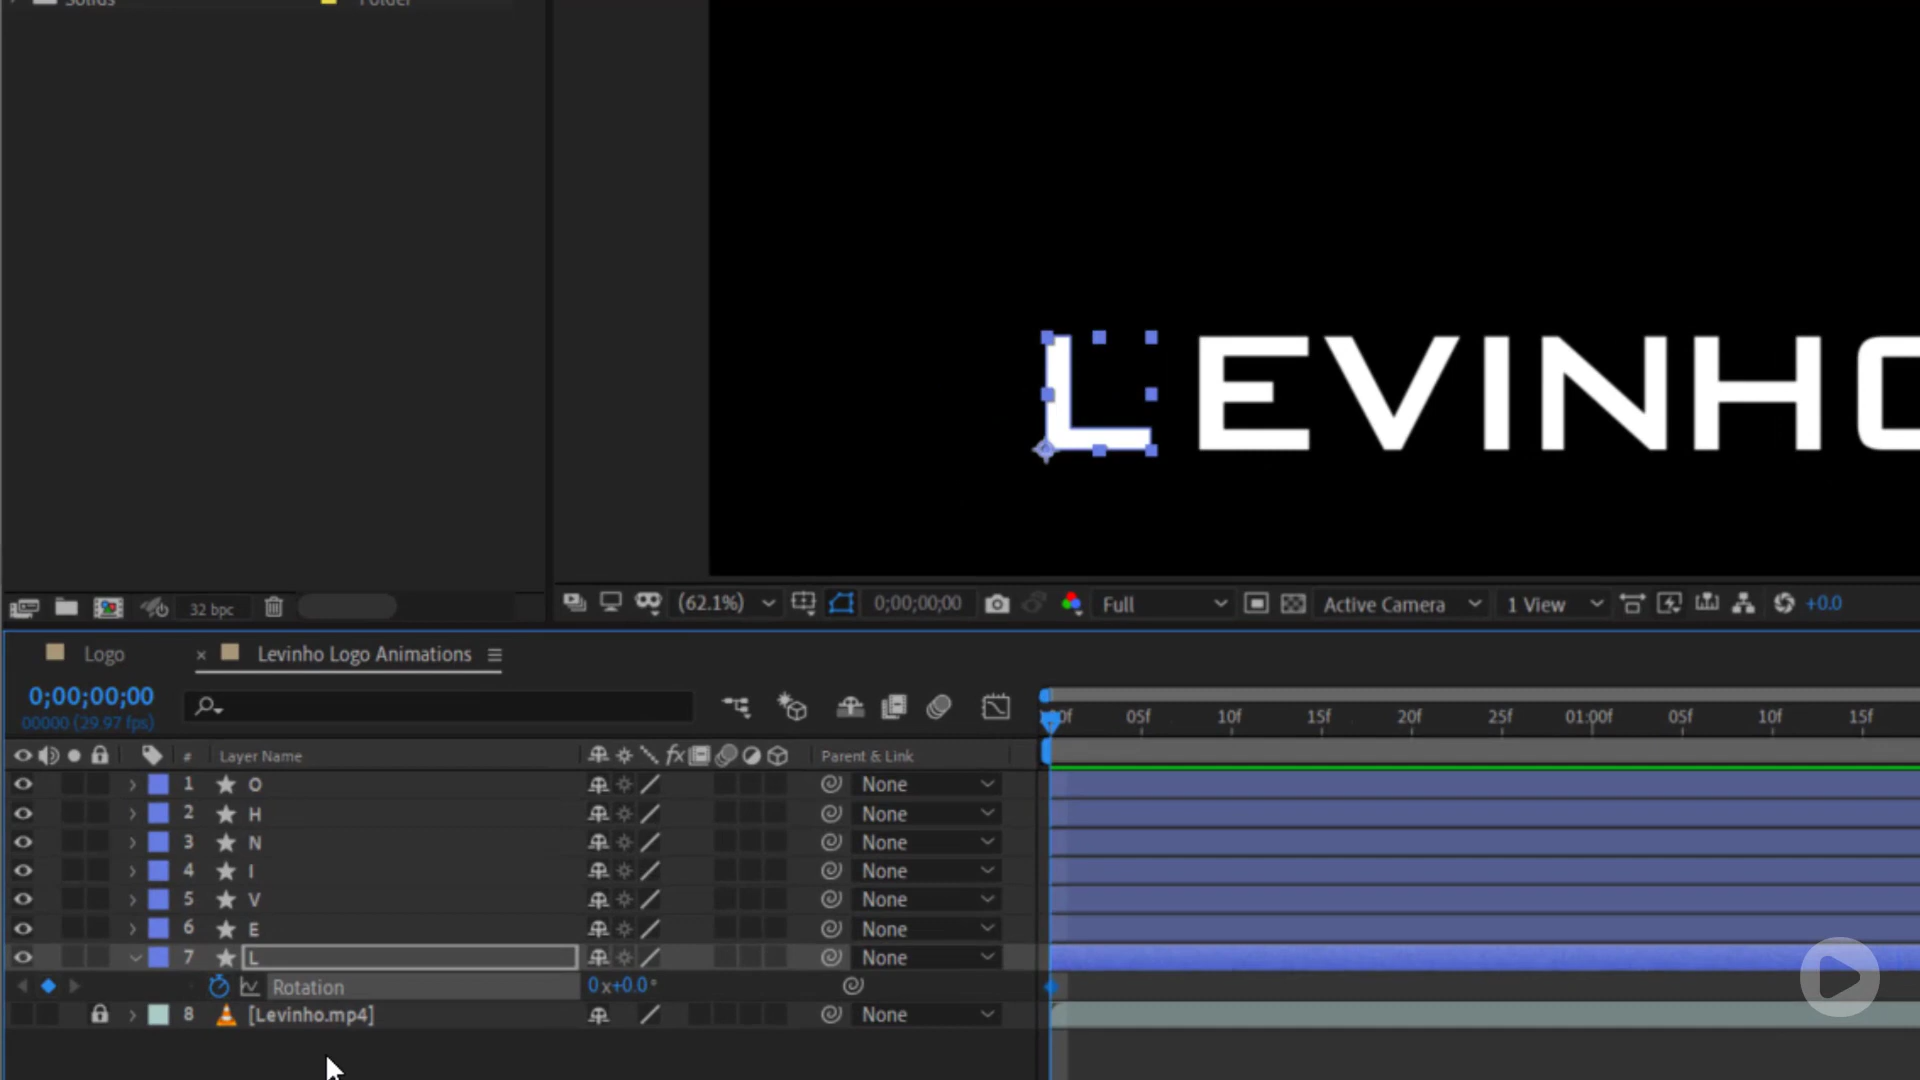 Solids
Folder
LEVINHO
32 bpc
(62.1%)
0;00;00;00
Full
Active Camera
1 View
+0.0
Logo
× Levinho Logo Animations
0;00;00;00
00000 (29.97 fps)
05f 10f 15f 20f 25f 01:00f 05f 10f 15f
# Layer Name fx Parent & Link
1 O None
2 H None
3 N None
4 I None
5 V None
6 E None
7 L None
Rotation 0x+0.0°
8 [Levinho.mp4] None